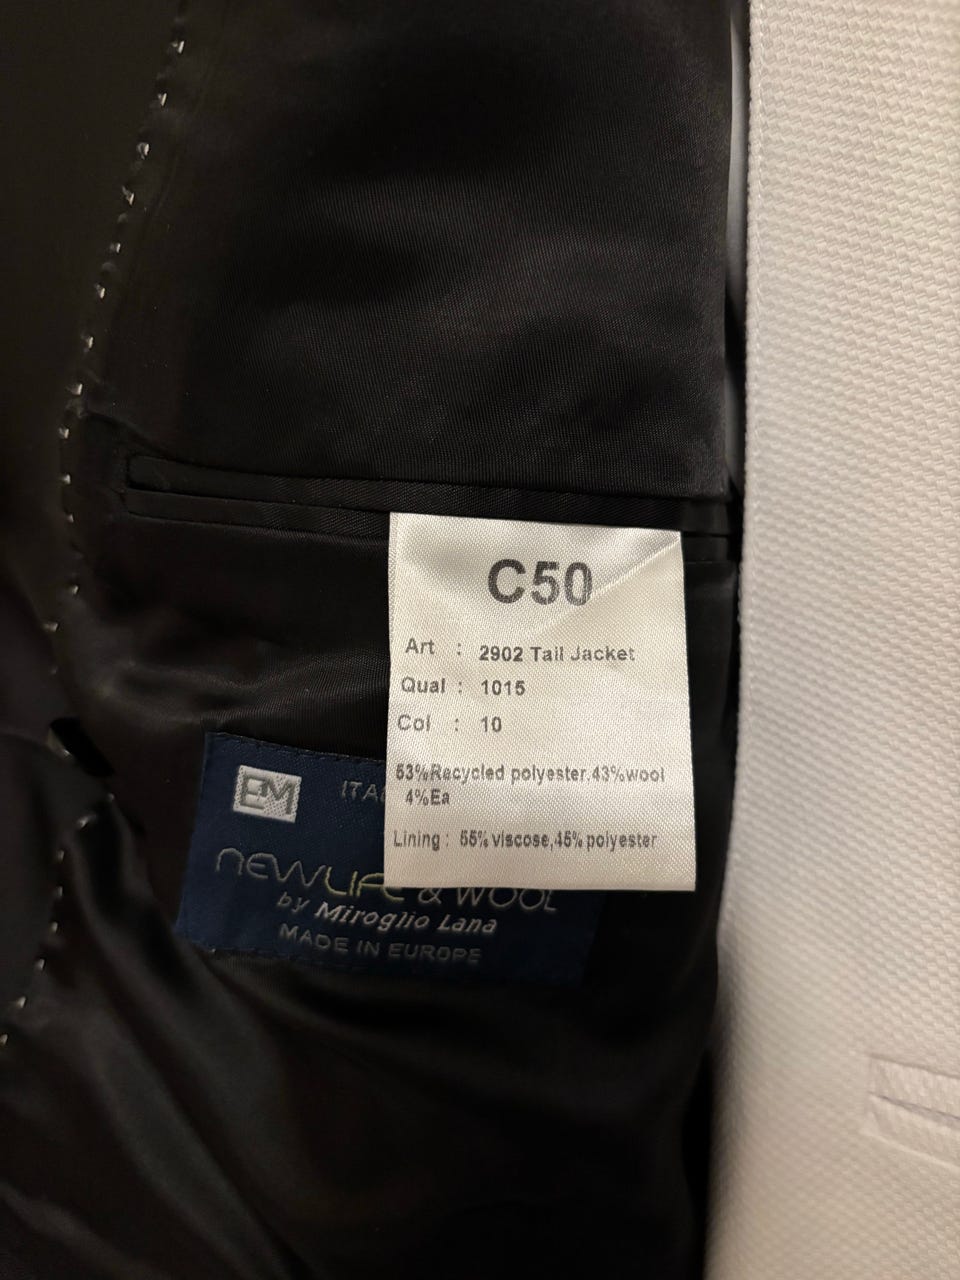 C50
Art : 2902 Tail Jacket
Qual : 1015
Col : 10
53%Recycled polyester.43%wool
4%Ea
Lining : 55% viscose,45% polyester
EM
NEWLIFE & WOOL
by Miroglio Lana
MADE IN EUROPE